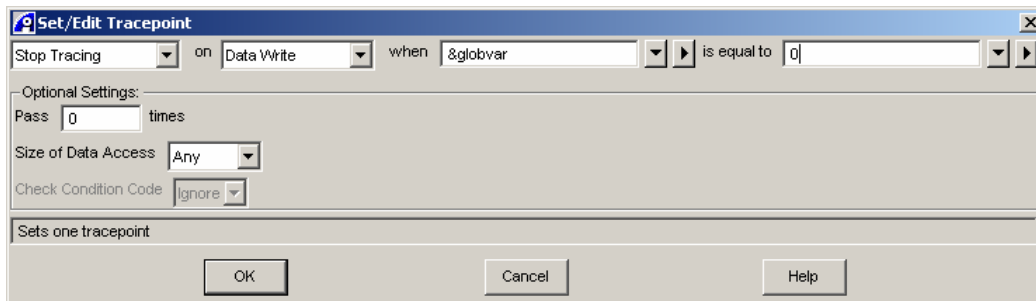 Set/Edit Tracepoint
Stop Tracing on Data Write when &globvar is equal to 0
Optional Settings:
Pass 0 times
Size of Data Access Any
Check Condition Code Ignore
Sets one tracepoint
OK Cancel Help